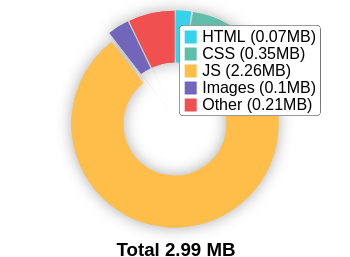 HTML (0.07MB)
CSS (0.35MB)
JS (2.26MB)
Images (0.1MB)
Other (0.21MB)
Total 2.99 MB